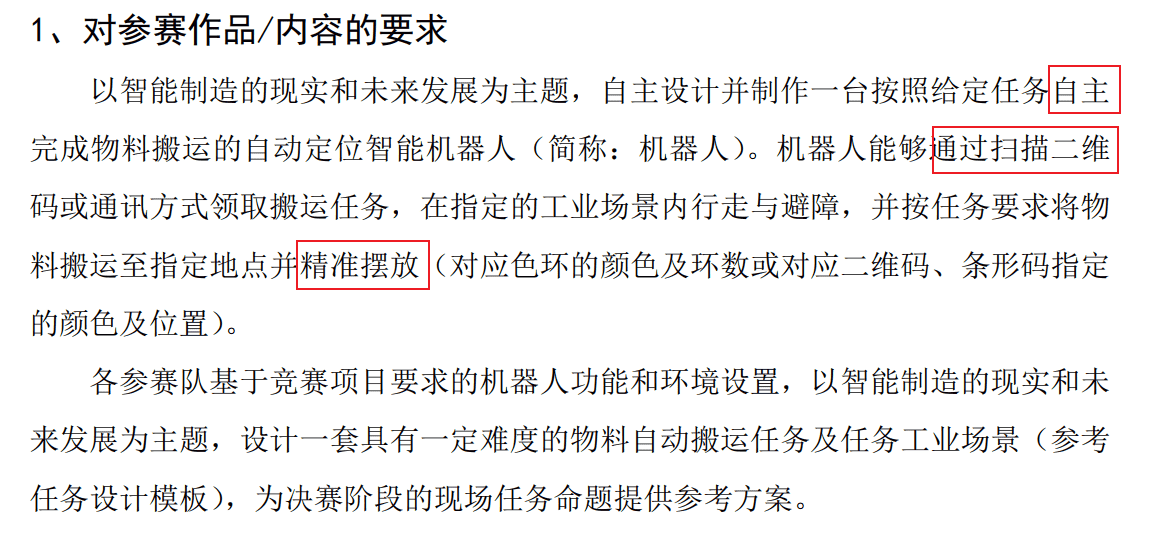 1、对参赛作品/内容的要求
以智能制造的现实和未来发展为主题，自主设计并制作一台按照给定任务自主
完成物料搬运的自动定位智能机器人（简称：机器人）。机器人能够通过扫描二维
码或通讯方式领取搬运任务，在指定的工业场景内行走与避障，并按任务要求将物
料搬运至指定地点并精准摆放（对应色环的颜色及环数或对应二维码、条形码指定
的颜色及位置）。
各参赛队基于竞赛项目要求的机器人功能和环境设置，以智能制造的现实和未
来发展为主题，设计一套具有一定难度的物料自动搬运任务及任务工业场景（参考
任务设计模板），为决赛阶段的现场任务命题提供参考方案。